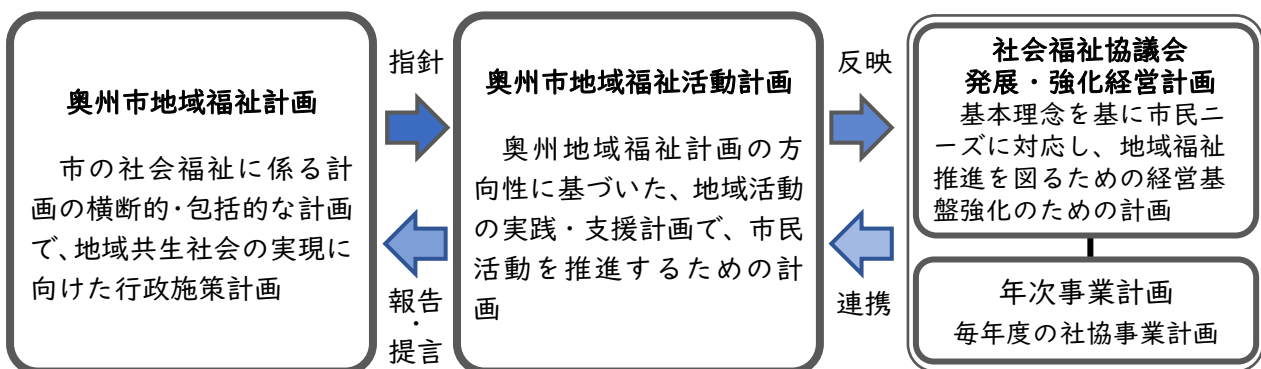 奥州市地域福祉計画
市の社会福祉に係る計
画の横断的・包括的な計画
で、地域共生社会の実現に
向けた行政施策計画
指針
報告
・
提言
奥州市地域福祉活動計画
奥州地域福祉計画の方
向性に基づいた、地域活動
の実践・支援計画で、市民
活動を推進するための計
画
反映
連携
社会福祉協議会
発展・強化経営計画
基本理念を基に市民ニ
ーズに対応し、地域福祉
推進を図るための経営基
盤強化のための計画
年次事業計画
毎年度の社協事業計画